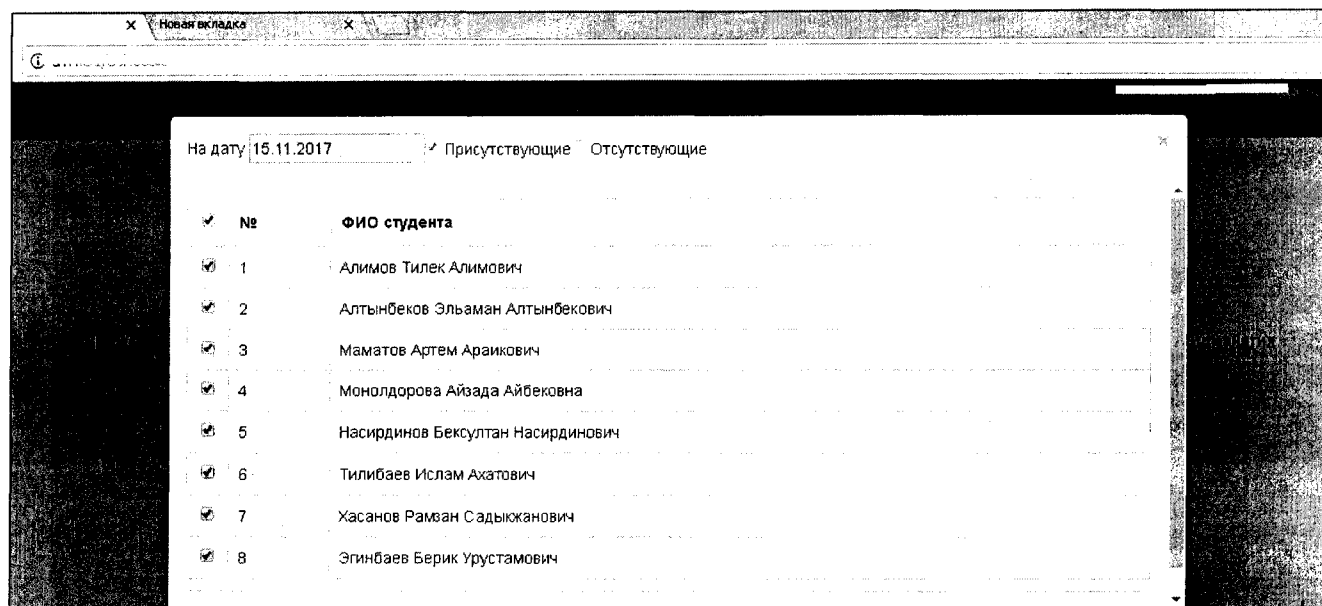 Новая вкладка
На дату 15.11.2017 Присутствующие Отсутствующие
№ ФИО студента
1 Алимов Тилек Алимович
2 Алтынбеков Эльаман Алтынбекович
3 Маматов Артем Араикович
4 Монолдорова Айзада Айбековна
5 Насирдинов Бексултан Насирдинович
6 Тилибаев Ислам Ахатович
7 Хасанов Рамзан Садыкжанович
8 Эгинбаев Берик Урустамович